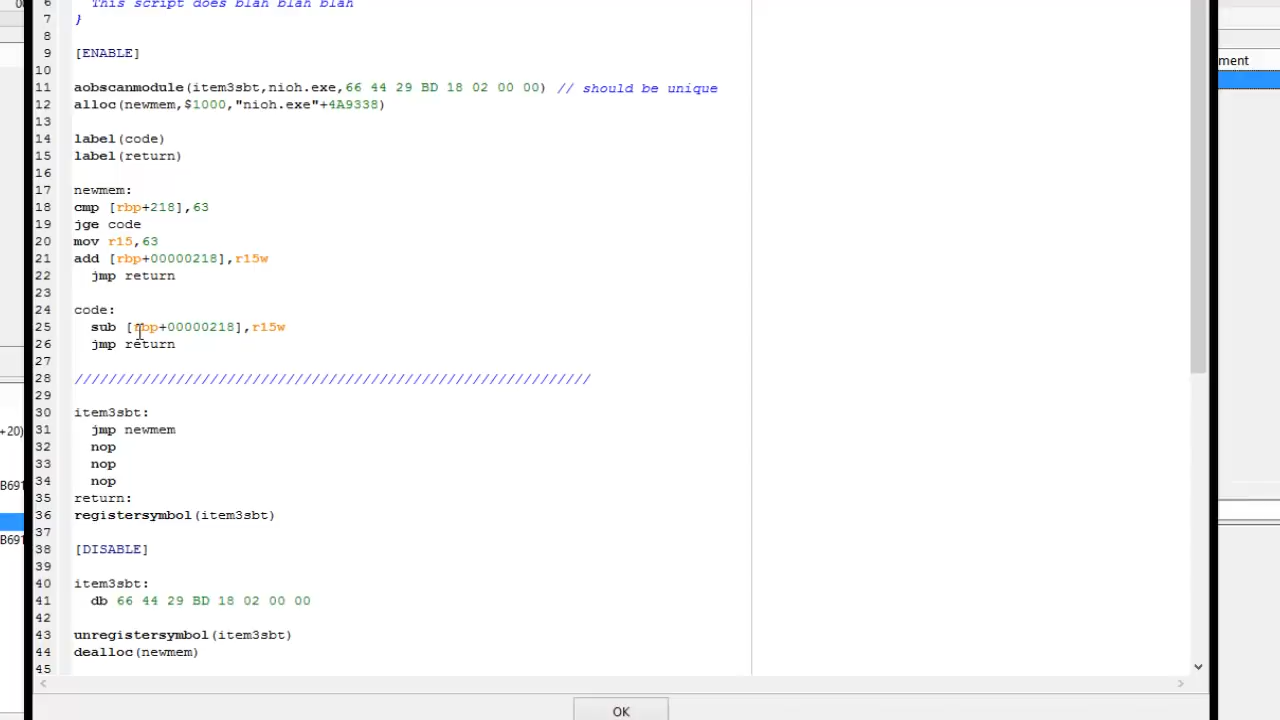 6 This script does blah blah blah
7 }
8
9 [ENABLE]
10
11 aobscanmodule(item3sbt,nioh.exe,66 44 29 BD 18 02 00 00) // should be unique
12 alloc(newmem,$1000,"nioh.exe"+4A9338)
13
14 label(code)
15 label(return)
16
17 newmem:
18 cmp [rbp+218],63
19 jge code
20 mov r15,63
21 add [rbp+00000218],r15w
22 jmp return
23
24 code:
25 sub [rbp+00000218],r15w
26 jmp return
27
28 /////////////////////////////////////////////////////////////
29
30 item3sbt:
31 jmp newmem
32 nop
33 nop
34 nop
35 return:
36 registersymbol(item3sbt)
37
38 [DISABLE]
39
40 item3sbt:
41 db 66 44 29 BD 18 02 00 00
42
43 unregistersymbol(item3sbt)
44 dealloc(newmem)
45
OK
ment
+20)
B691
B691